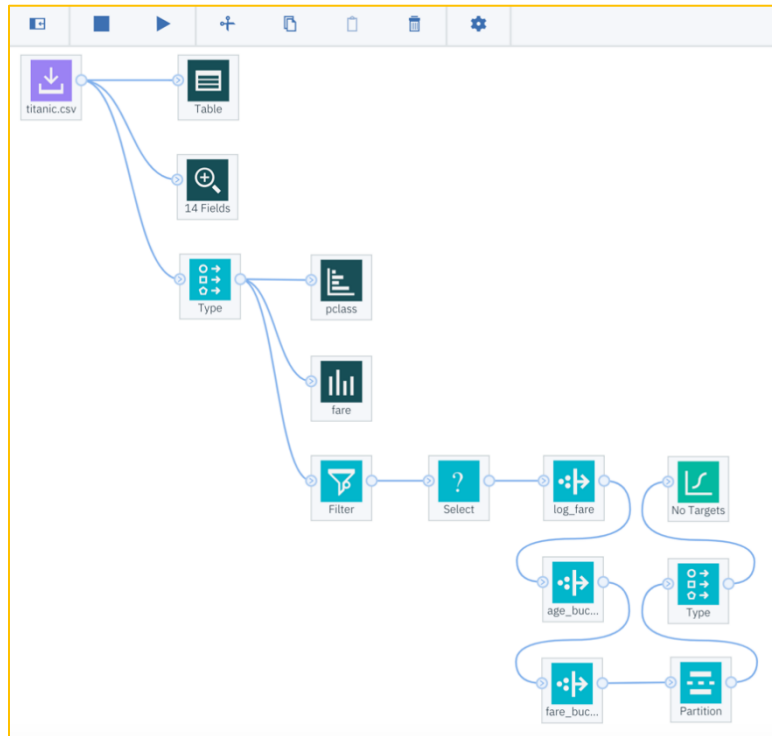 titanic.csv
Table
14 Fields
Type
pclass
fare
Filter
?
Select
log_fare
No Targets
age_buc...
Type
fare_buc...
Partition